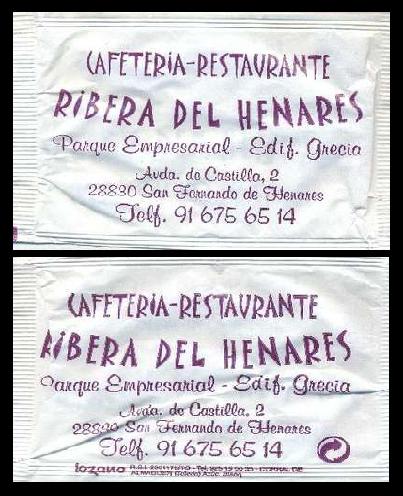 CAFETERIA-RESTAURANTE
RIBERA DEL HENARES
Parque Empresarial - Edif. Grecia
Avda. de Castilla, 2
28830 San Fernando de Henares
Telf. 91 675 65 14
CAFETERIA-RESTAURANTE
RIBERA DEL HENARES
Parque Empresarial - Edif. Grecia
Avda. de Castilla, 2
28830 San Fernando de Henares
Telf. 91 675 65 14
lozano